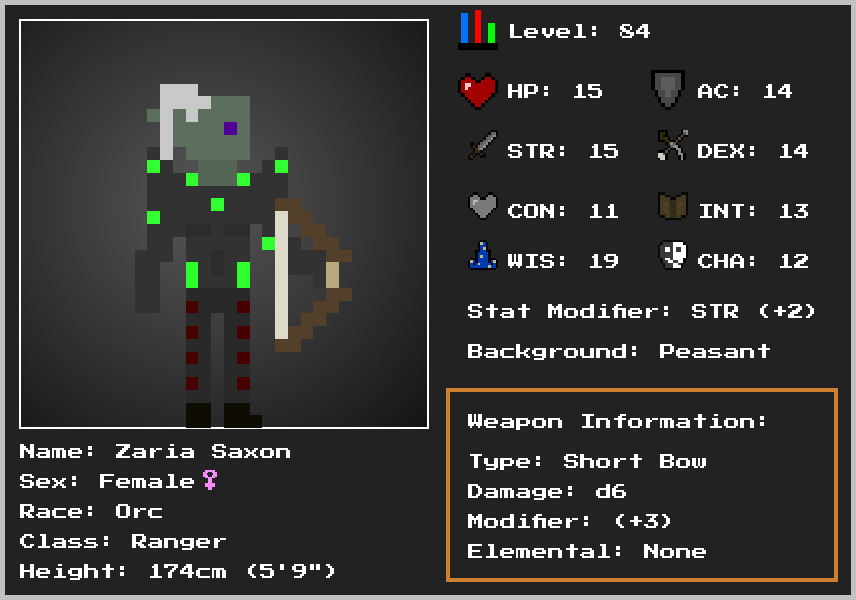 Level: 84
HP: 15
AC: 14
STR: 15
DEX: 14
CON: 11
INT: 13
WIS: 19
CHA: 12
Stat Modifier: STR (+2)
Background: Peasant
Weapon Information:
Type: Short Bow
Damage: d6
Modifier: (+3)
Elemental: None
Name: Zaria Saxon
Sex: Female♀
Race: Orc
Class: Ranger
Height: 174cm (5'9")